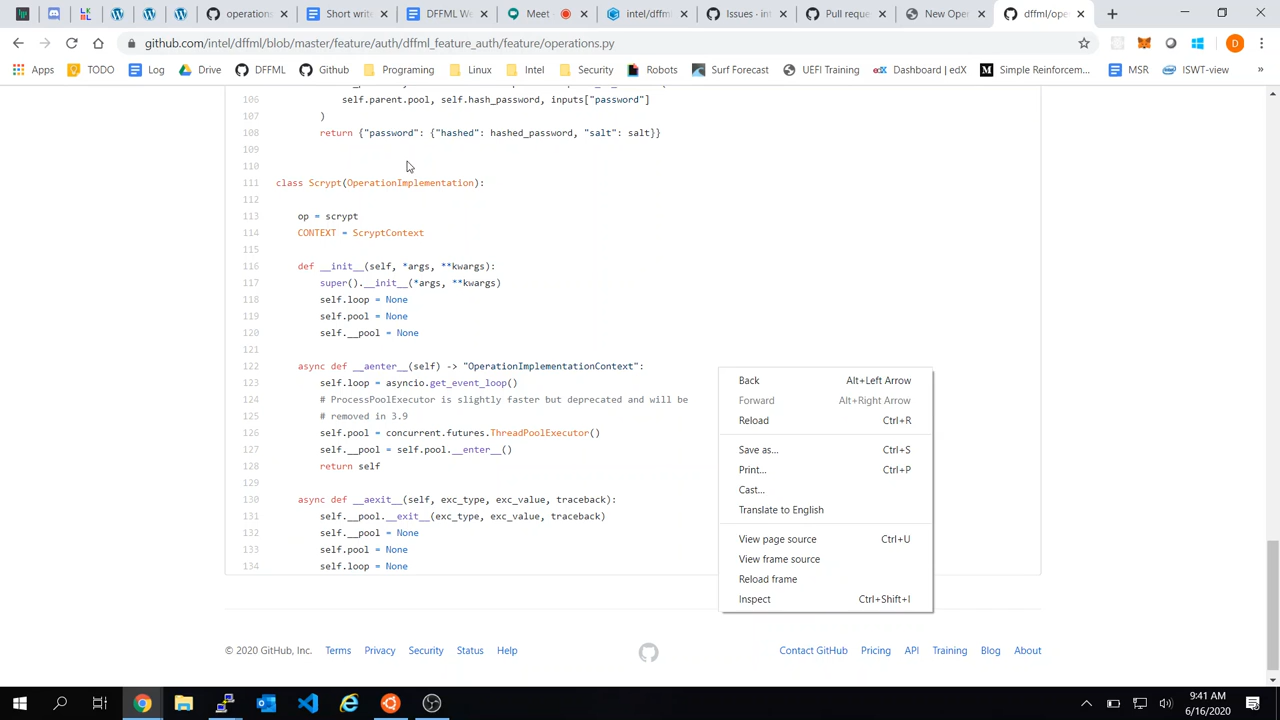 operations
Short write
DFFML We
Meet -
intel/dffm
Issues · int
Pull reque
New Oper
dffml/ope
github.com/intel/dffml/blob/master/feature/auth/dffml_feature_auth/feature/operations.py
D
Apps
TODO
Log
Drive
DFFML
Github
Programing
Linux
Intel
Security
Robots
Surf Forecast
UEFI Training
Dashboard | edX
Simple Reinforcem...
MSR
ISWT-view
»
106 self.parent.pool, self.hash_password, inputs["password"]
107 )
108 return {"password": {"hashed": hashed_password, "salt": salt}}
109
110
111 class Scrypt(OperationImplementation):
112
113 op = scrypt
114 CONTEXT = ScryptContext
115
116 def __init__(self, *args, **kwargs):
117 super().__init__(*args, **kwargs)
118 self.loop = None
119 self.pool = None
120 self.__pool = None
121
122 async def __aenter__(self) -> "OperationImplementationContext":
123 self.loop = asyncio.get_event_loop()
124 # ProcessPoolExecutor is slightly faster but deprecated and will be
125 # removed in 3.9
126 self.pool = concurrent.futures.ThreadPoolExecutor()
127 self.__pool = self.pool.__enter__()
128 return self
129
130 async def __aexit__(self, exc_type, exc_value, traceback):
131 self.__pool.__exit__(exc_type, exc_value, traceback)
132 self.__pool = None
133 self.pool = None
134 self.loop = None
Back Alt+Left Arrow
Forward Alt+Right Arrow
Reload Ctrl+R
Save as... Ctrl+S
Print... Ctrl+P
Cast...
Translate to English
View page source Ctrl+U
View frame source
Reload frame
Inspect Ctrl+Shift+I
© 2020 GitHub, Inc. Terms Privacy Security Status Help
Contact GitHub Pricing API Training Blog About
9:41 AM
6/16/2020